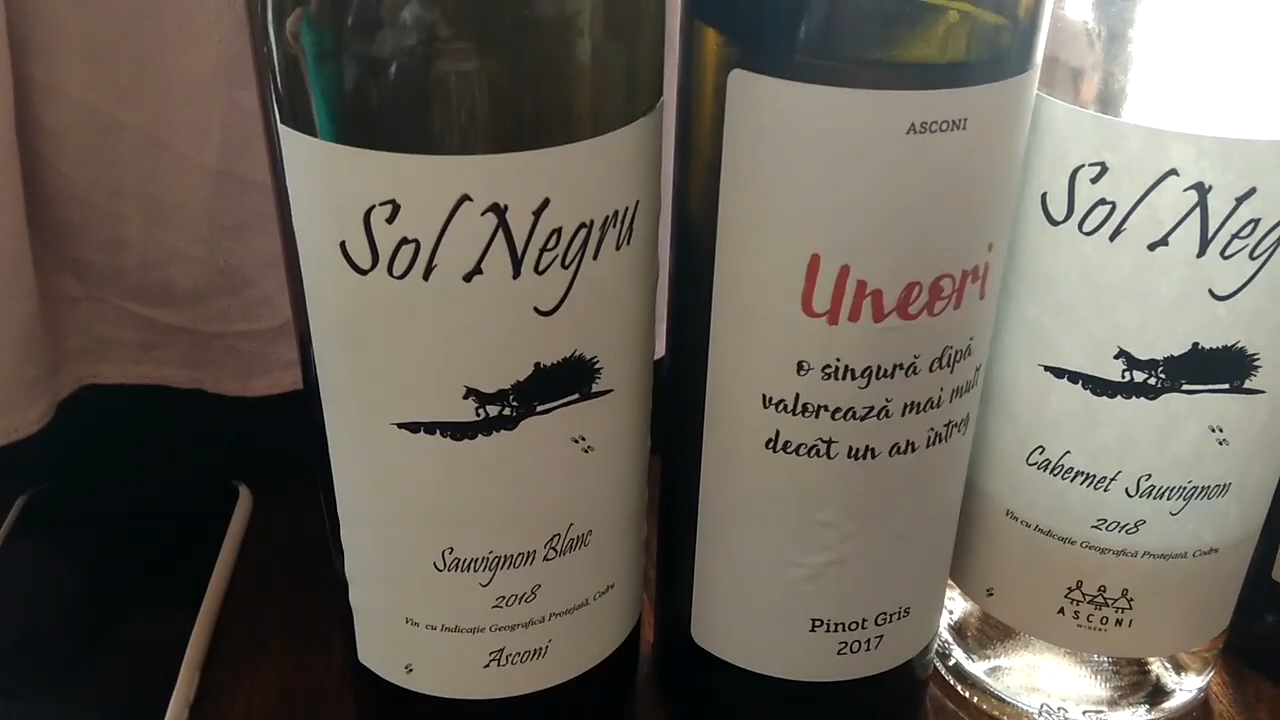 Sol Negru
Sauvignon Blanc
2018
Vin cu Indicație Geografică Protejată, Codru
Asconi
ASCONI
Uneori
o singură clipă
valorează mai mult
decât un an întreg
Pinot Gris
2017
Sol Neg
Cabernet Sauvignon
2018
Vin cu Indicație Geografică Protejată, Codru
ASCONI
WINERY